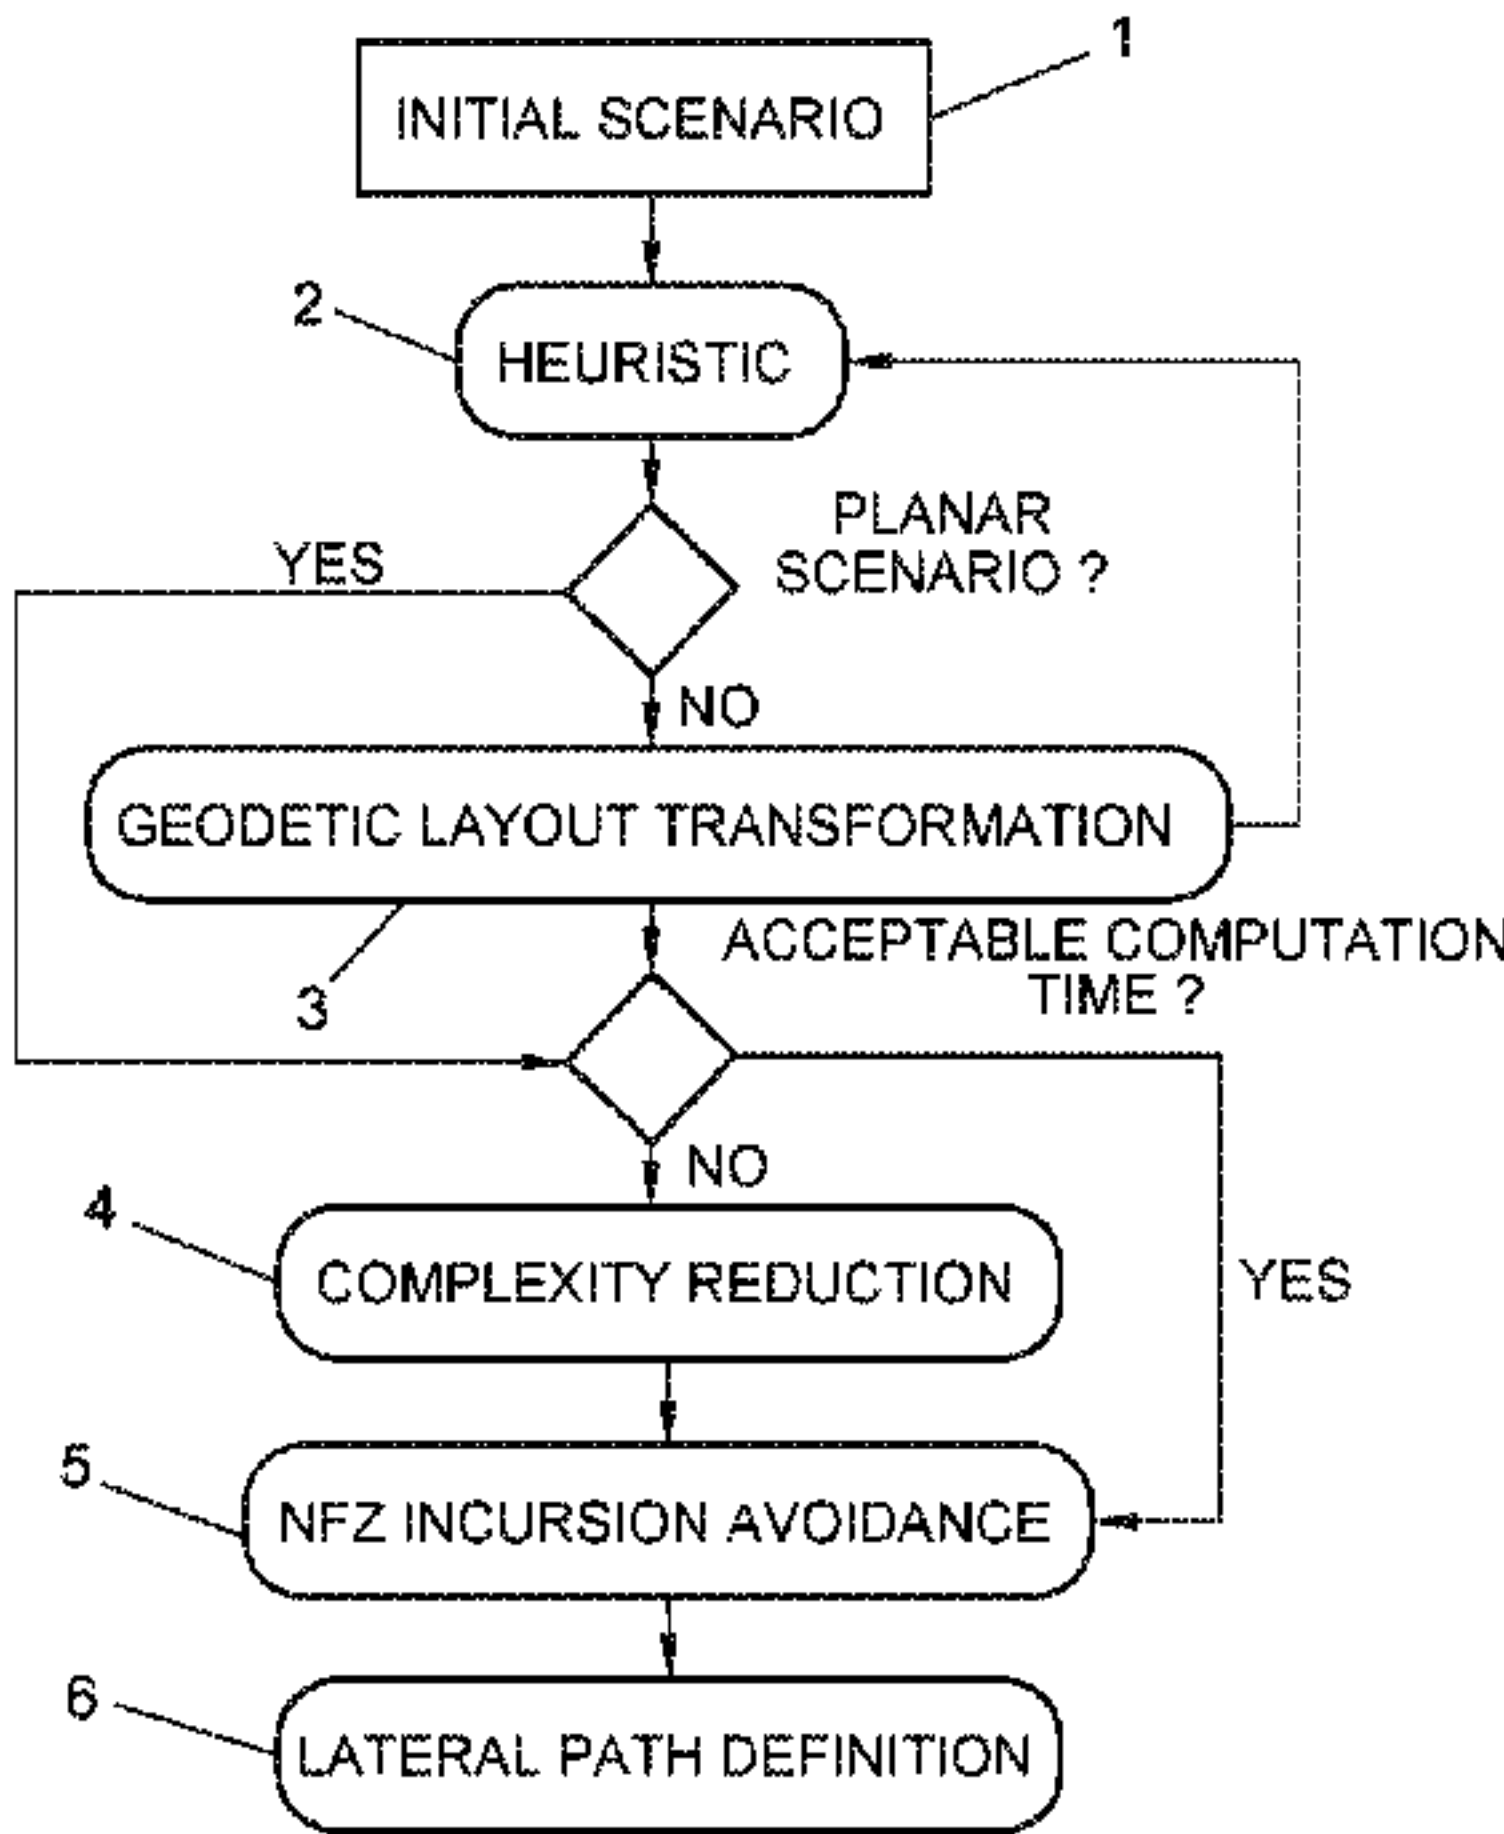 1
INITIAL SCENARIO
2
HEURISTIC
PLANAR
SCENARIO ?
YES
NO
GEODETIC LAYOUT TRANSFORMATION
3
ACCEPTABLE COMPUTATION
TIME ?
NO
4
COMPLEXITY REDUCTION
YES
5
NFZ INCURSION AVOIDANCE
6
LATERAL PATH DEFINITION